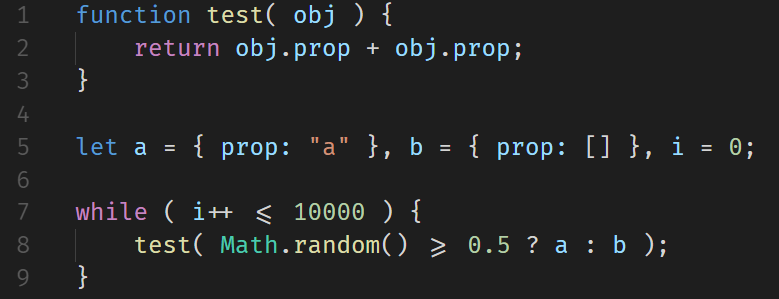 1 function test( obj ) {
2     return obj.prop + obj.prop;
3 }
4
5 let a = { prop: "a" }, b = { prop: [] }, i = 0;
6
7 while ( i++ <= 10000 ) {
8     test( Math.random() >= 0.5 ? a : b );
9 }